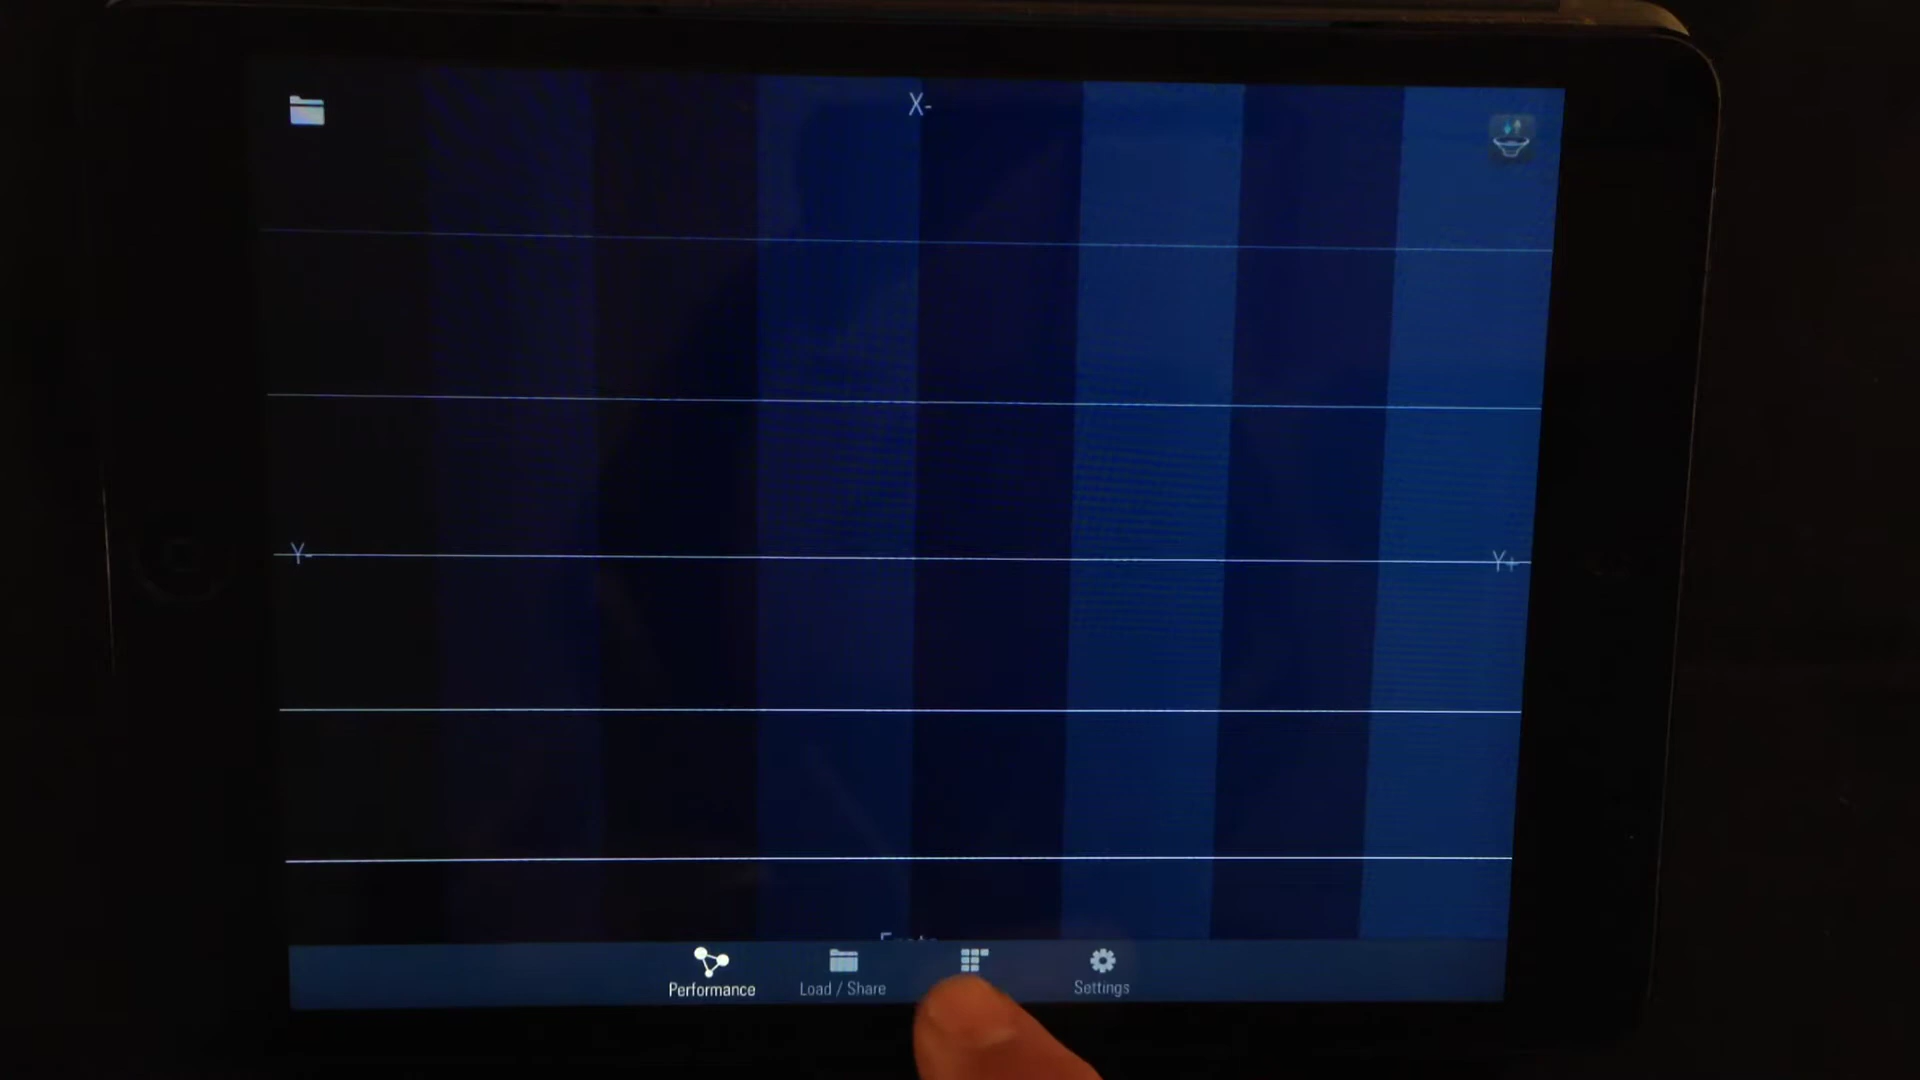 X-
Y-
Y+
Performance
Load / Share
Settings